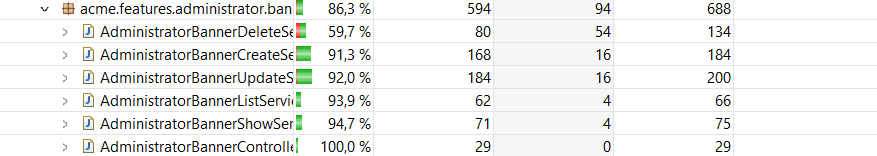 acme.features.administrator.ban 86,3 % 594 94 688
AdministratorBannerDeleteSe 59,7 % 80 54 134
AdministratorBannerCreateSe 91,3 % 168 16 184
AdministratorBannerUpdateS 92,0 % 184 16 200
AdministratorBannerListServi 93,9 % 62 4 66
AdministratorBannerShowSer 94,7 % 71 4 75
AdministratorBannerControlle 100,0 % 29 0 29